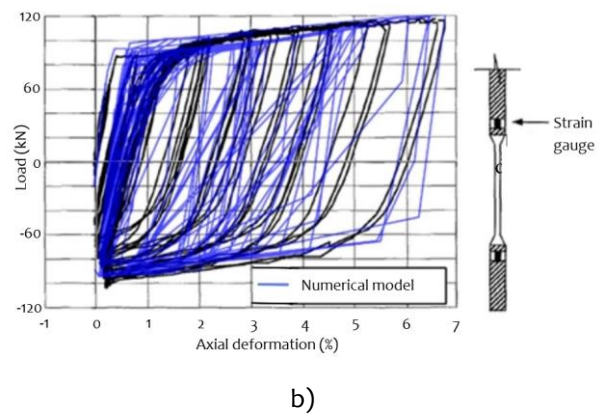 120
60
0
-60
-120
Load (kN)
-1 0 1 2 3 4 5 6 7
Axial deformation (%)
Numerical model
Strain
gauge
b)